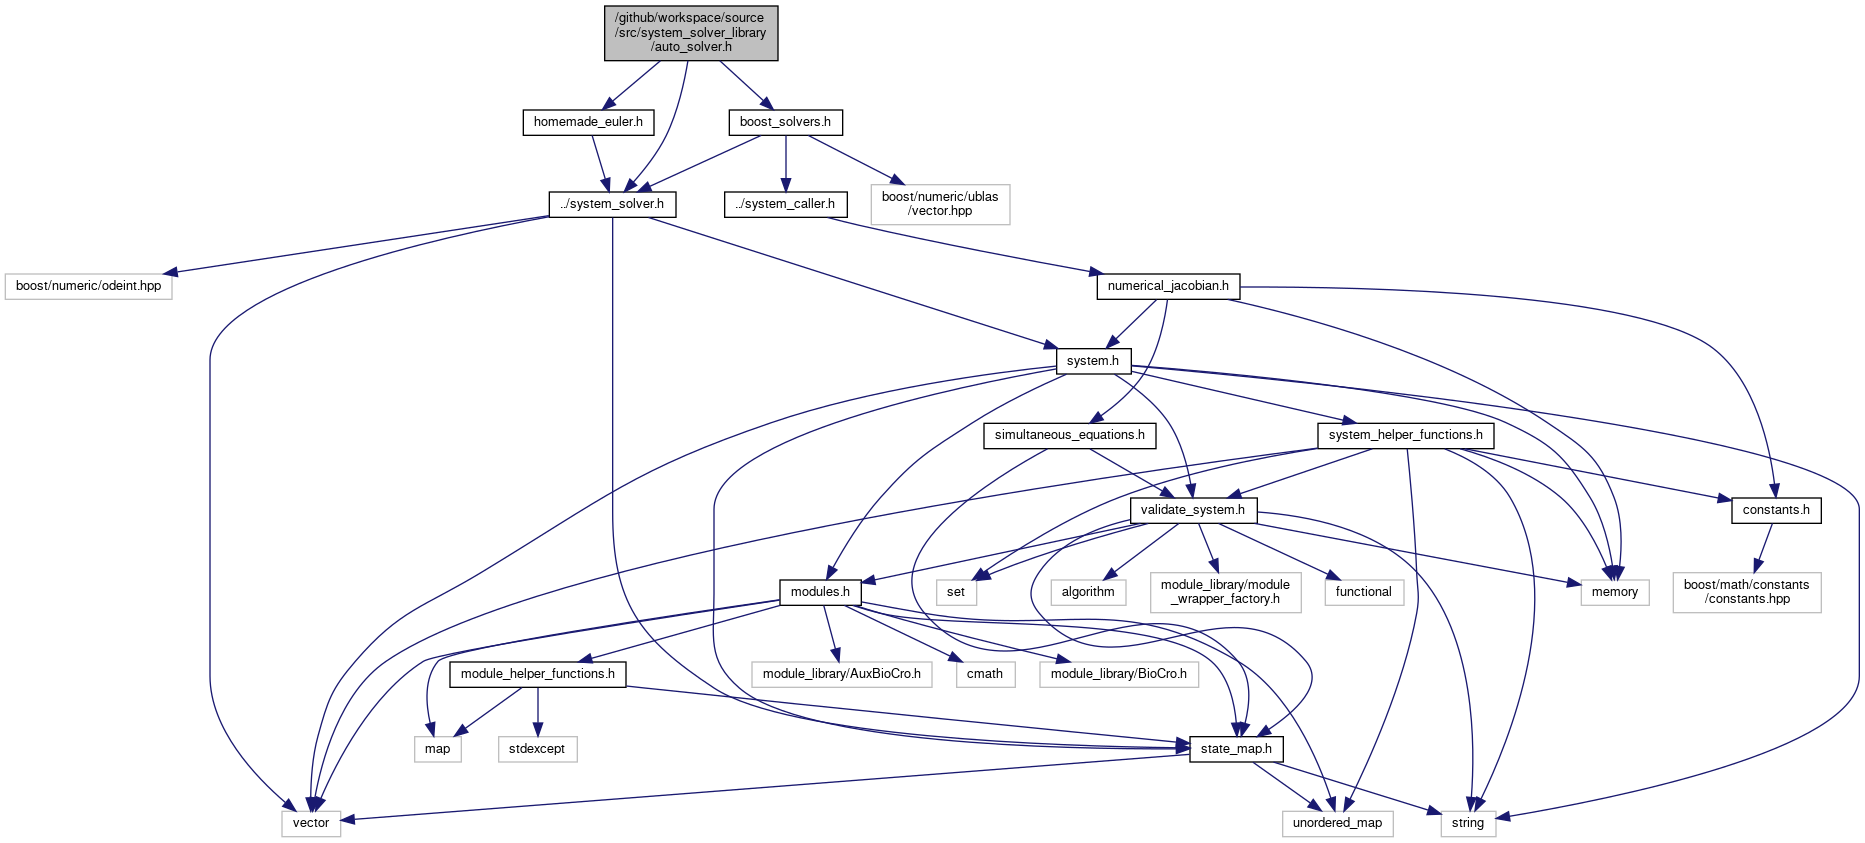 /github/workspace/source
/src/system_solver_library
/auto_solver.h
homemade_euler.h
boost_solvers.h
../system_solver.h
../system_caller.h
boost/numeric/ublas
/vector.hpp
boost/numeric/odeint.hpp
numerical_jacobian.h
system.h
simultaneous_equations.h
system_helper_functions.h
validate_system.h
constants.h
modules.h
set
algorithm
module_library/module
_wrapper_factory.h
functional
memory
boost/math/constants
/constants.hpp
module_helper_functions.h
module_library/AuxBioCro.h
cmath
module_library/BioCro.h
map
stdexcept
state_map.h
vector
unordered_map
string